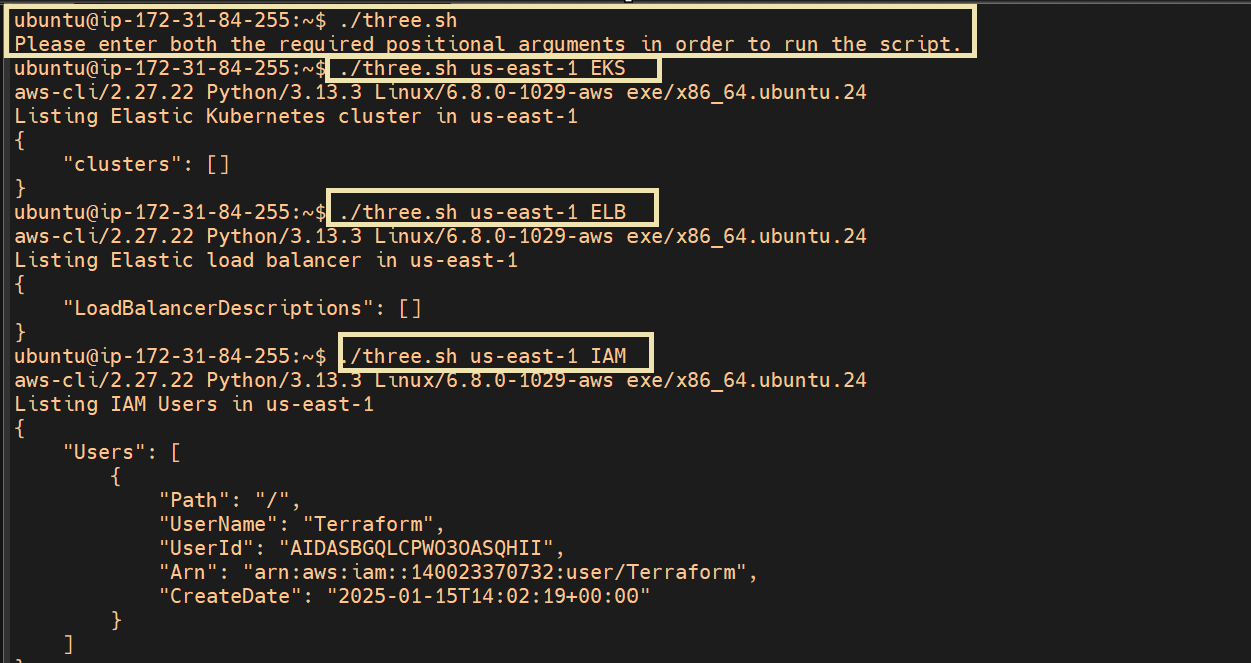 ubuntu@ip-172-31-84-255:~$ ./three.sh
Please enter both the required positional arguments in order to run the script.
ubuntu@ip-172-31-84-255:~$ ./three.sh us-east-1 EKS
aws-cli/2.27.22 Python/3.13.3 Linux/6.8.0-1029-aws exe/x86_64.ubuntu.24
Listing Elastic Kubernetes cluster in us-east-1
{
    "clusters": []
}
ubuntu@ip-172-31-84-255:~$ ./three.sh us-east-1 ELB
aws-cli/2.27.22 Python/3.13.3 Linux/6.8.0-1029-aws exe/x86_64.ubuntu.24
Listing Elastic load balancer in us-east-1
{
    "LoadBalancerDescriptions": []
}
ubuntu@ip-172-31-84-255:~$ ./three.sh us-east-1 IAM
aws-cli/2.27.22 Python/3.13.3 Linux/6.8.0-1029-aws exe/x86_64.ubuntu.24
Listing IAM Users in us-east-1
{
    "Users": [
        {
            "Path": "/",
            "UserName": "Terraform",
            "UserId": "AIDASBGQLCPWO3OASQHII",
            "Arn": "arn:aws:iam::140023370732:user/Terraform",
            "CreateDate": "2025-01-15T14:02:19+00:00"
        }
    ]
}